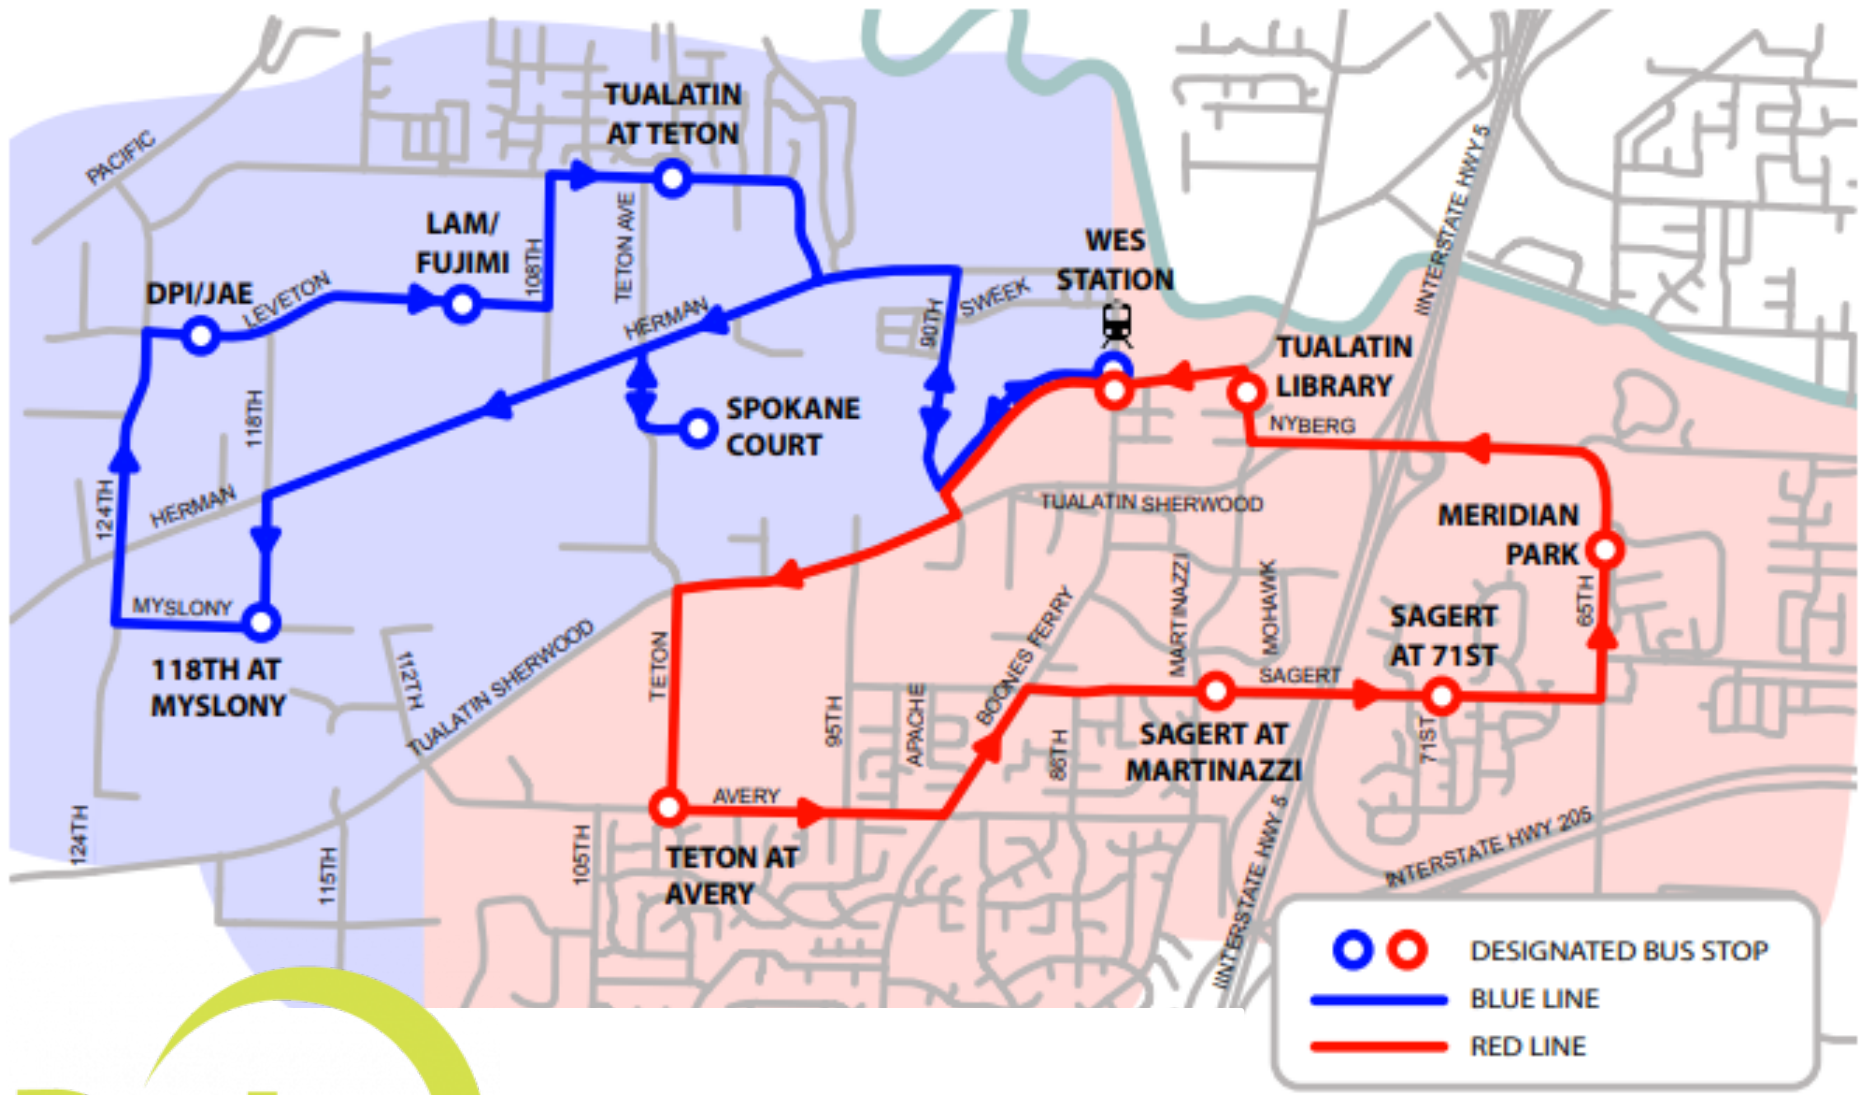 TUALATIN
AT TETON
PACIFIC
LAM/
FUJIMI
108TH
TETON AVE
INTERSTATE HWY 5
WES
STATION
DPI/JAE
LEVETON
HERMAN
90TH
SWEEK
TUALATIN
LIBRARY
NYBERG
118TH
SPOKANE
COURT
124TH
HERMAN
TUALATIN SHERWOOD
MERIDIAN
PARK
MYSLONY
118TH AT
MYSLONY
112TH
TUALATIN SHERWOOD
TETON
95TH
APACHE
BOONES FERRY
MARTINAZZI
MOHAWK
SAGERT
SAGERT
AT 71ST
65TH
86TH
SAGERT AT
MARTINAZZI
71ST
AVERY
TETON AT
AVERY
124TH
115TH
105TH
INTERSTATE HWY 5
INTERSTATE HWY 205
DESIGNATED BUS STOP
BLUE LINE
RED LINE